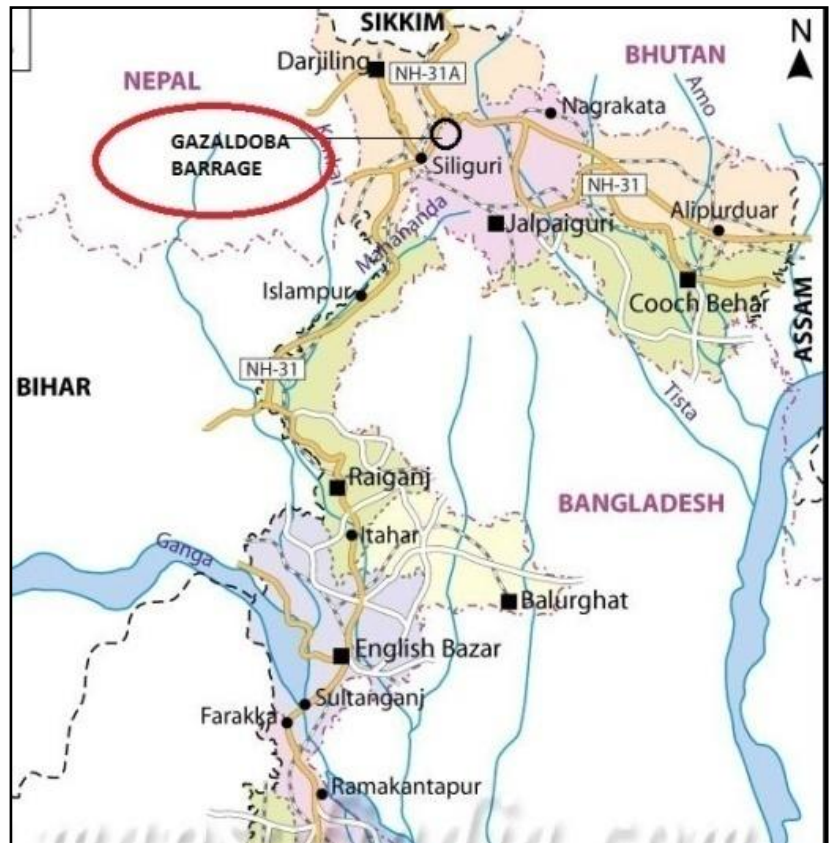 SIKKIM
N
Darjiling
NH-31A
BHUTAN
NEPAL
Nagrakata
Amo
GAZALDOBA
BARRAGE
Siliguri
NH-31
Mahananda
Jalpaiguri
Alipurduar
Islampur
Cooch Behar
ASSAM
NH-31
BIHAR
Tista
Raiganj
BANGLADESH
Itahar
Ganga
Balurghat
English Bazar
Sultanganj
Farakka
Ramakantapur